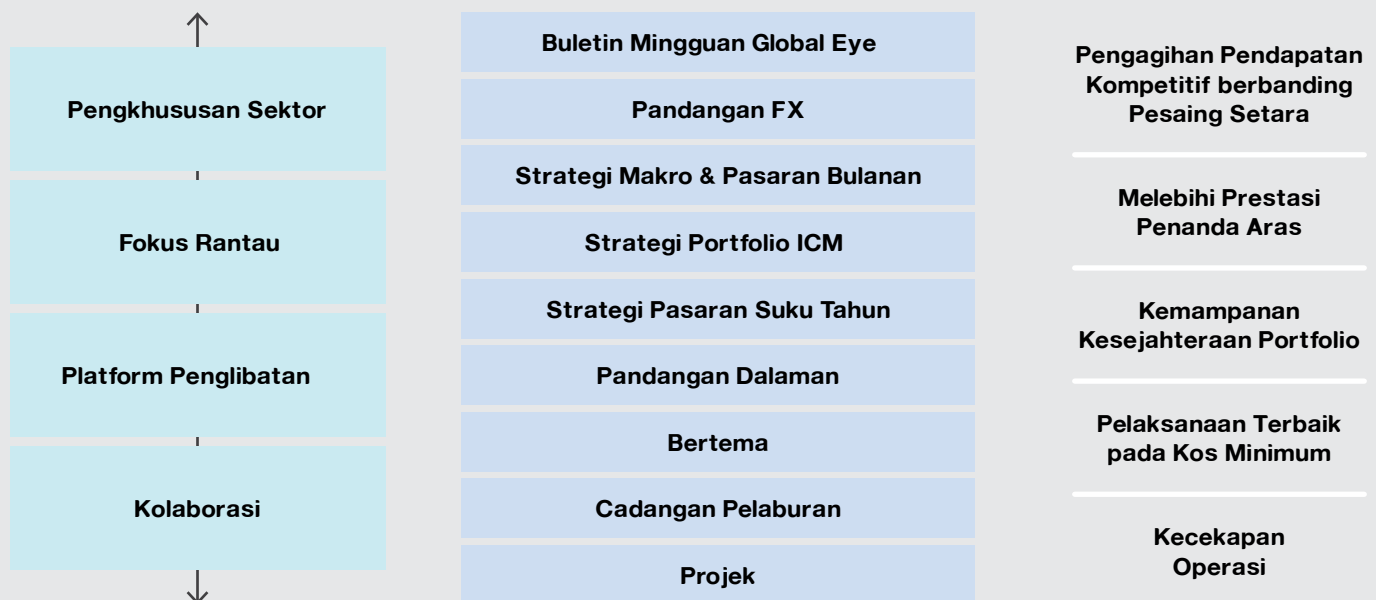 Pengkhususan Sektor
Fokus Rantau
Platform Penglibatan
Kolaborasi
Buletin Mingguan Global Eye
Pandangan FX
Strategi Makro & Pasaran Bulanan
Strategi Portfolio ICM
Strategi Pasaran Suku Tahun
Pandangan Dalaman
Bertema
Cadangan Pelaburan
Projek
Pengagihan Pendapatan
Kompetitif berbanding
Pesaing Setara
Melebihi Prestasi
Penanda Aras
Kemampanan
Kesejahteraan Portfolio
Pelaksanaan Terbaik
pada Kos Minimum
Kecekapan
Operasi